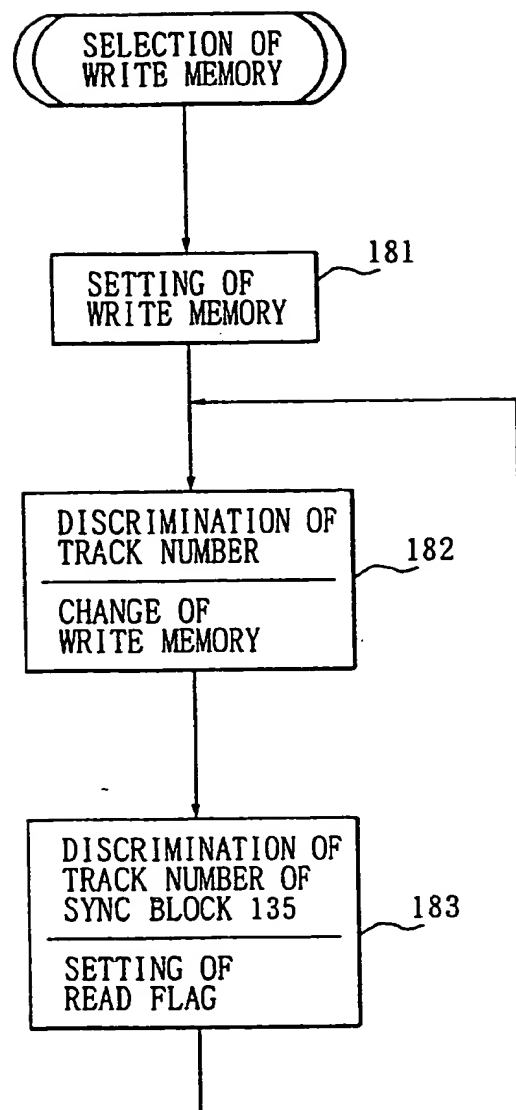 SELECTION OF
WRITE MEMORY
181
SETTING OF
WRITE MEMORY
182
DISCRIMINATION OF
TRACK NUMBER
CHANGE OF
WRITE MEMORY
183
DISCRIMINATION OF
TRACK NUMBER OF
SYNC BLOCK 135
SETTING OF
READ FLAG